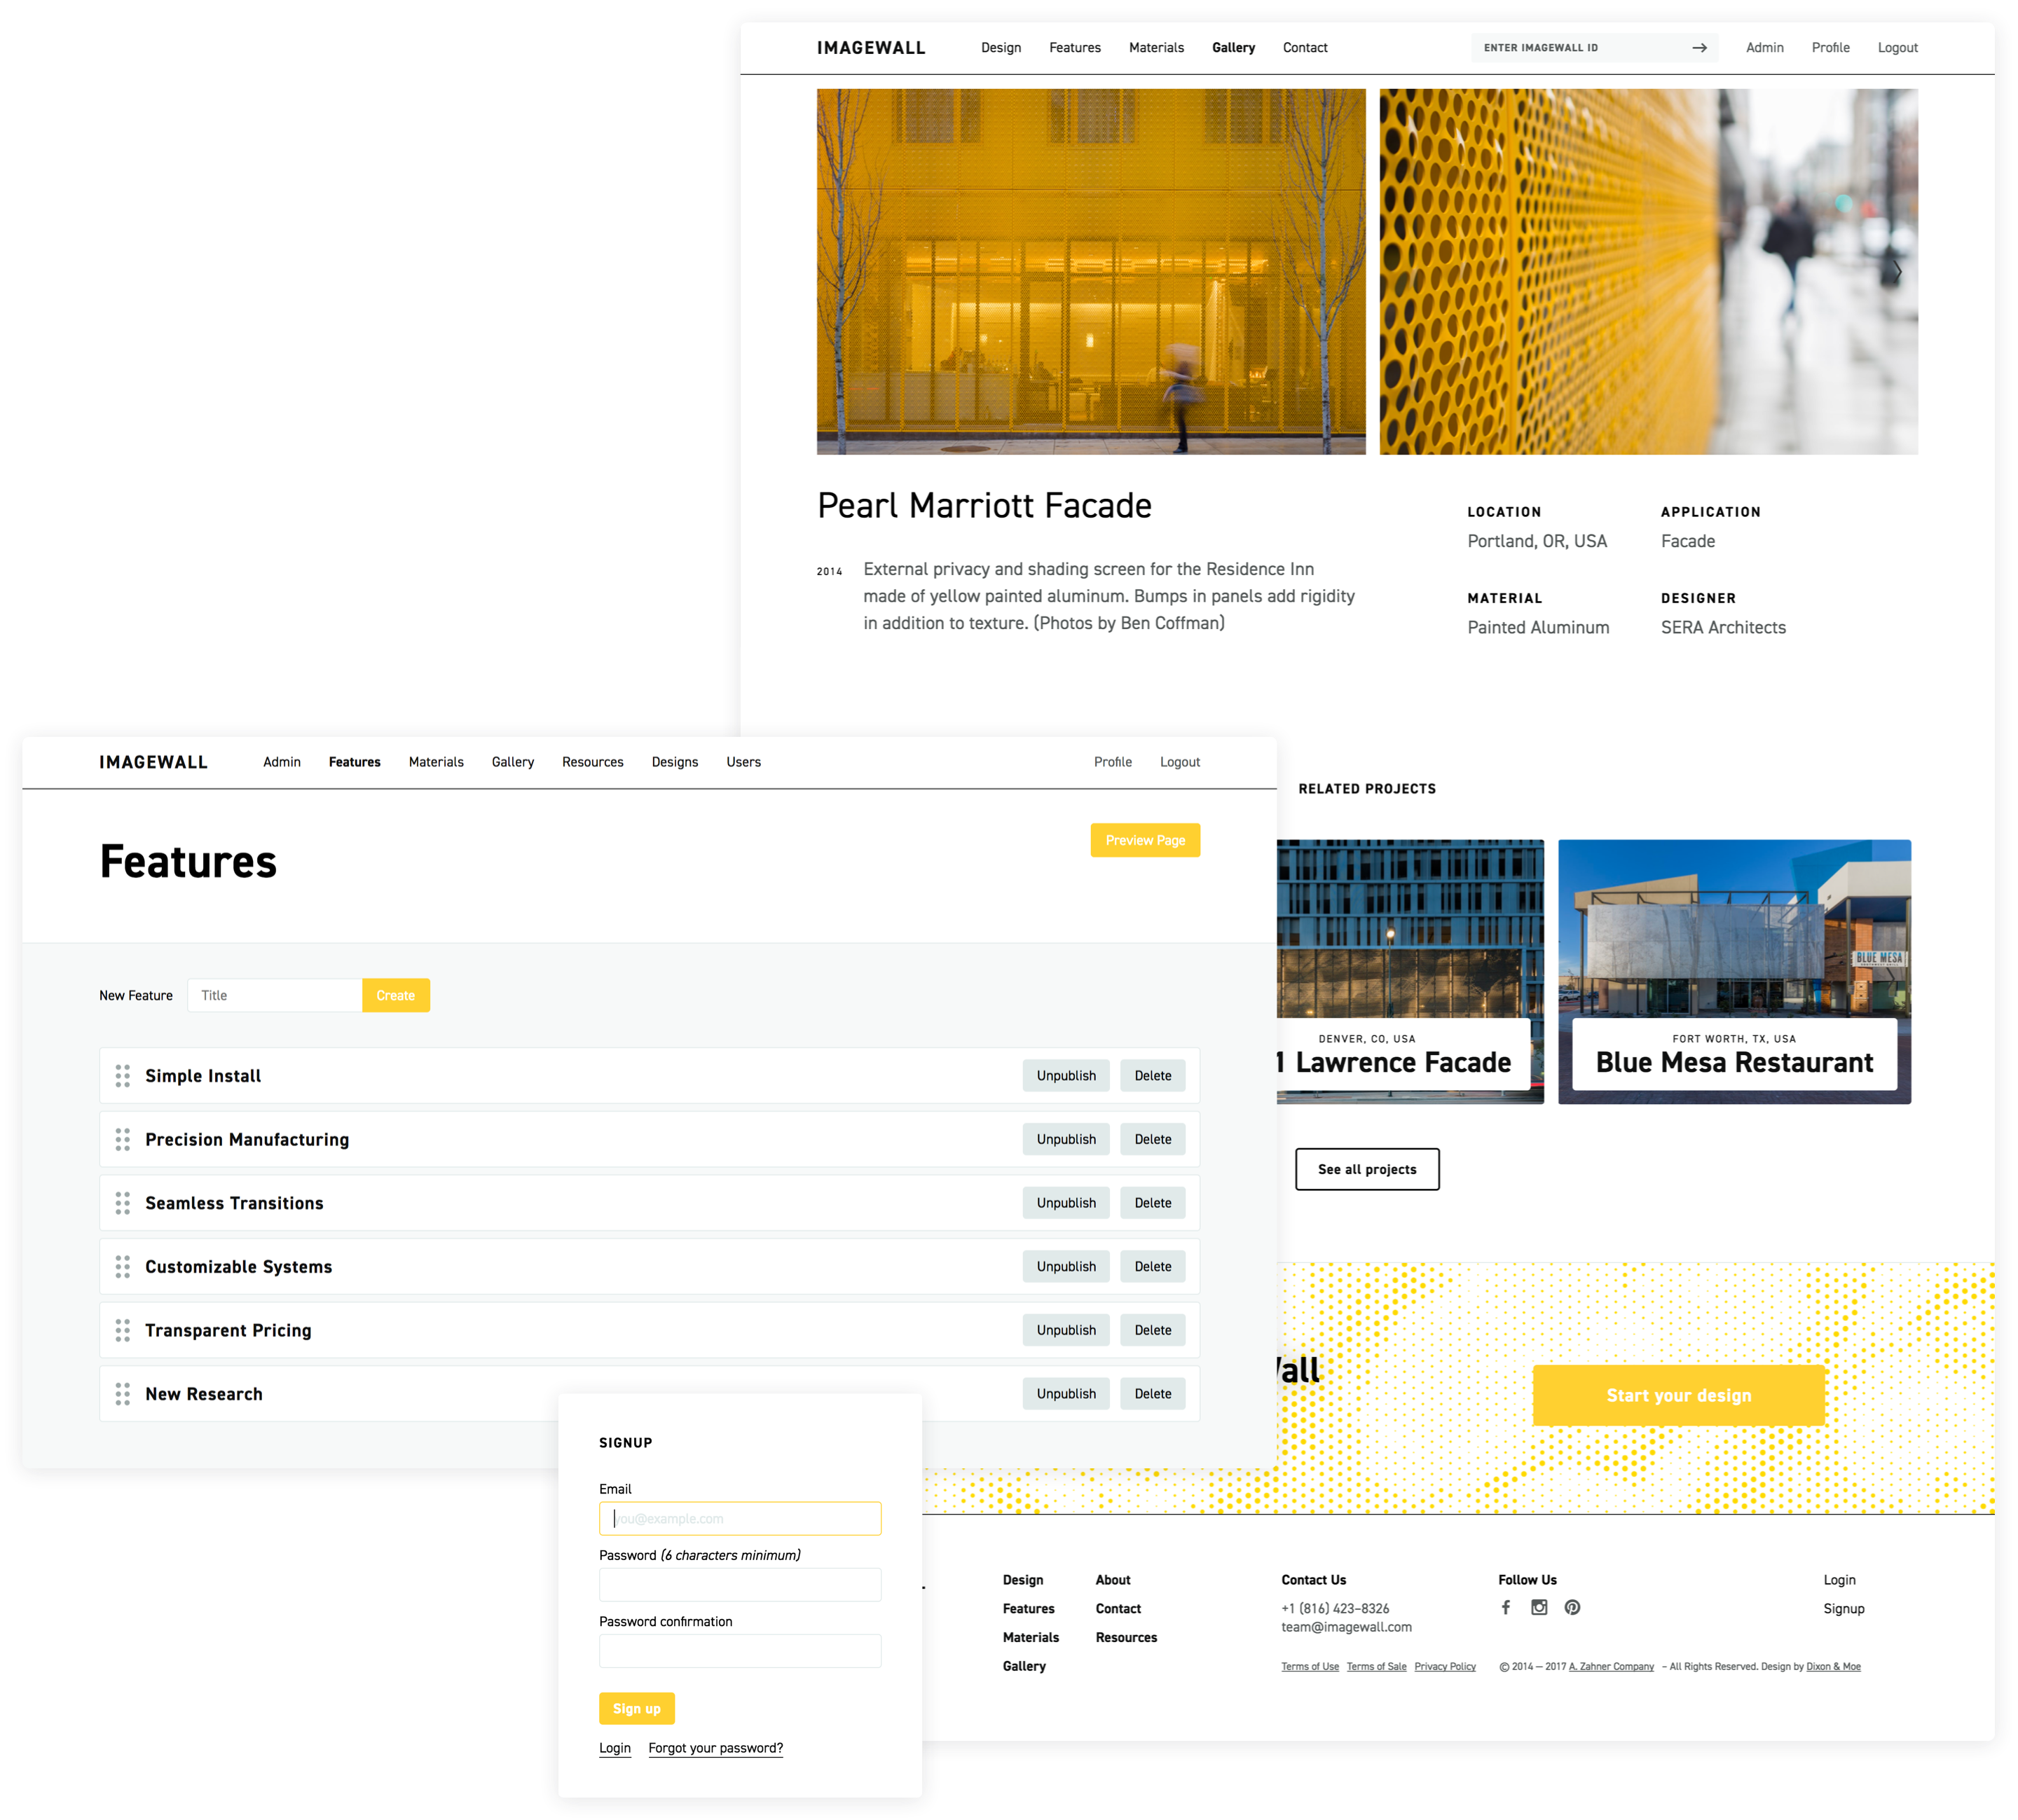 IMAGEWALL Design Features Materials Gallery Contact ENTER IMAGEWALL ID → Admin Profile Logout
Pearl Marriott Facade
2014 External privacy and shading screen for the Residence Inn
made of yellow painted aluminum. Bumps in panels add rigidity
in addition to texture. (Photos by Ben Coffman)
LOCATION APPLICATION
Portland, OR, USA Facade
MATERIAL DESIGNER
Painted Aluminum SERA Architects
RELATED PROJECTS
DENVER, CO, USA
1 Lawrence Facade
BLUE MESA
FORT WORTH, TX, USA
Blue Mesa Restaurant
See all projects
Start your design
IMAGEWALL Admin Features Materials Gallery Resources Designs Users Profile Logout
Features
Preview Page
New Feature Title Create
Simple Install Unpublish Delete
Precision Manufacturing Unpublish Delete
Seamless Transitions Unpublish Delete
Customizable Systems Unpublish Delete
Transparent Pricing Unpublish Delete
New Research Unpublish Delete
SIGNUP
Email
you@example.com
Password (6 characters minimum)
Password confirmation
Sign up
Login Forgot your password?
Design About Contact Us Follow Us Login
Features Contact +1 (816) 423–8326 Signup
team@imagewall.com
Materials Resources
Gallery
Terms of Use Terms of Sale Privacy Policy © 2014 — 2017 A. Zahner Company – All Rights Reserved. Design by Dixon & Moe